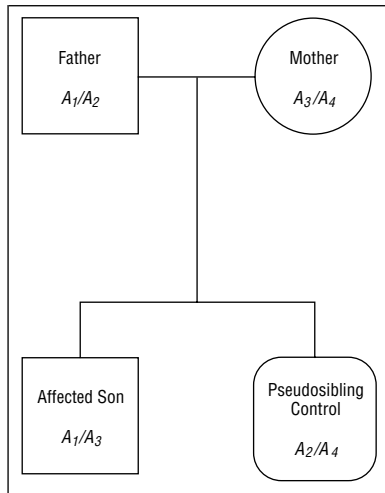 Father
A1/A2
Mother
A3/A4
Affected Son
A1/A3
Pseudosibling
Control
A2/A4